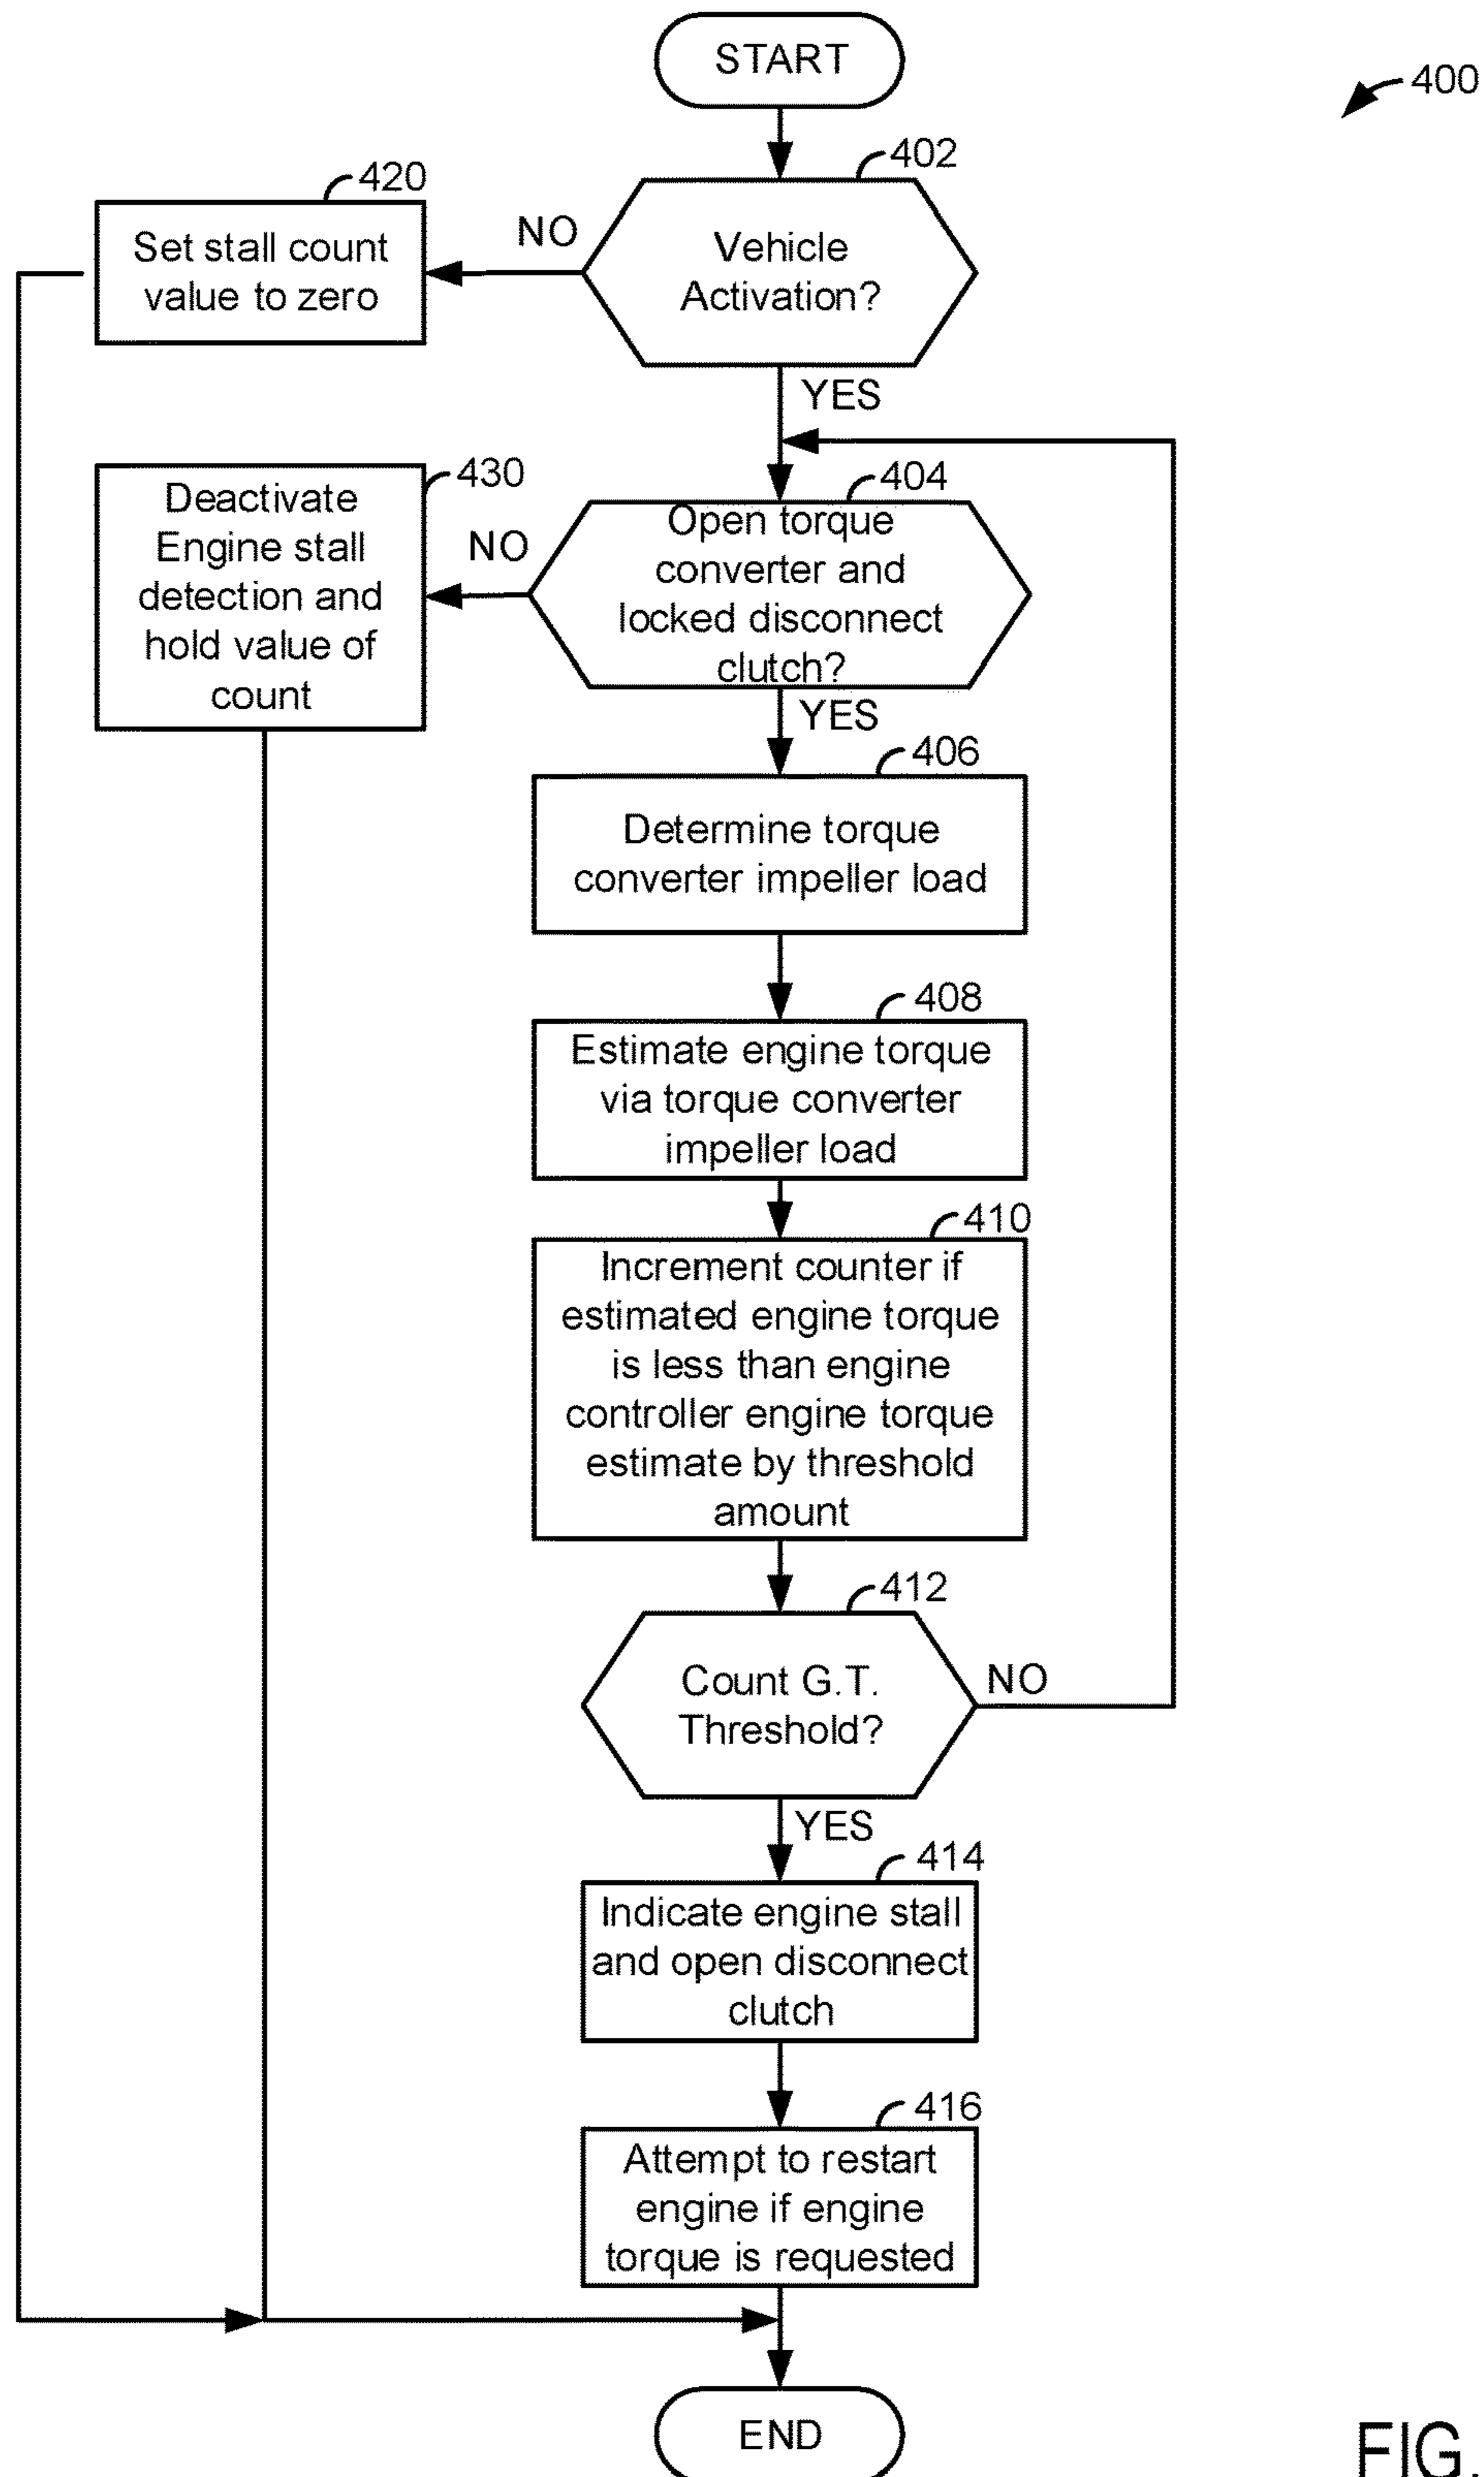 START
400
402
420
Set stall count
value to zero
NO
Vehicle
Activation?
YES
430
Deactivate
Engine stall
detection and
hold value of
count
NO
404
Open torque
converter and
locked disconnect
clutch?
YES
406
Determine torque
converter impeller load
408
Estimate engine torque
via torque converter
impeller load
410
Increment counter if
estimated engine torque
is less than engine
controller engine torque
estimate by threshold
amount
412
Count G.T.
Threshold?
NO
YES
414
Indicate engine stall
and open disconnect
clutch
416
Attempt to restart
engine if engine
torque is requested
END
FIG.